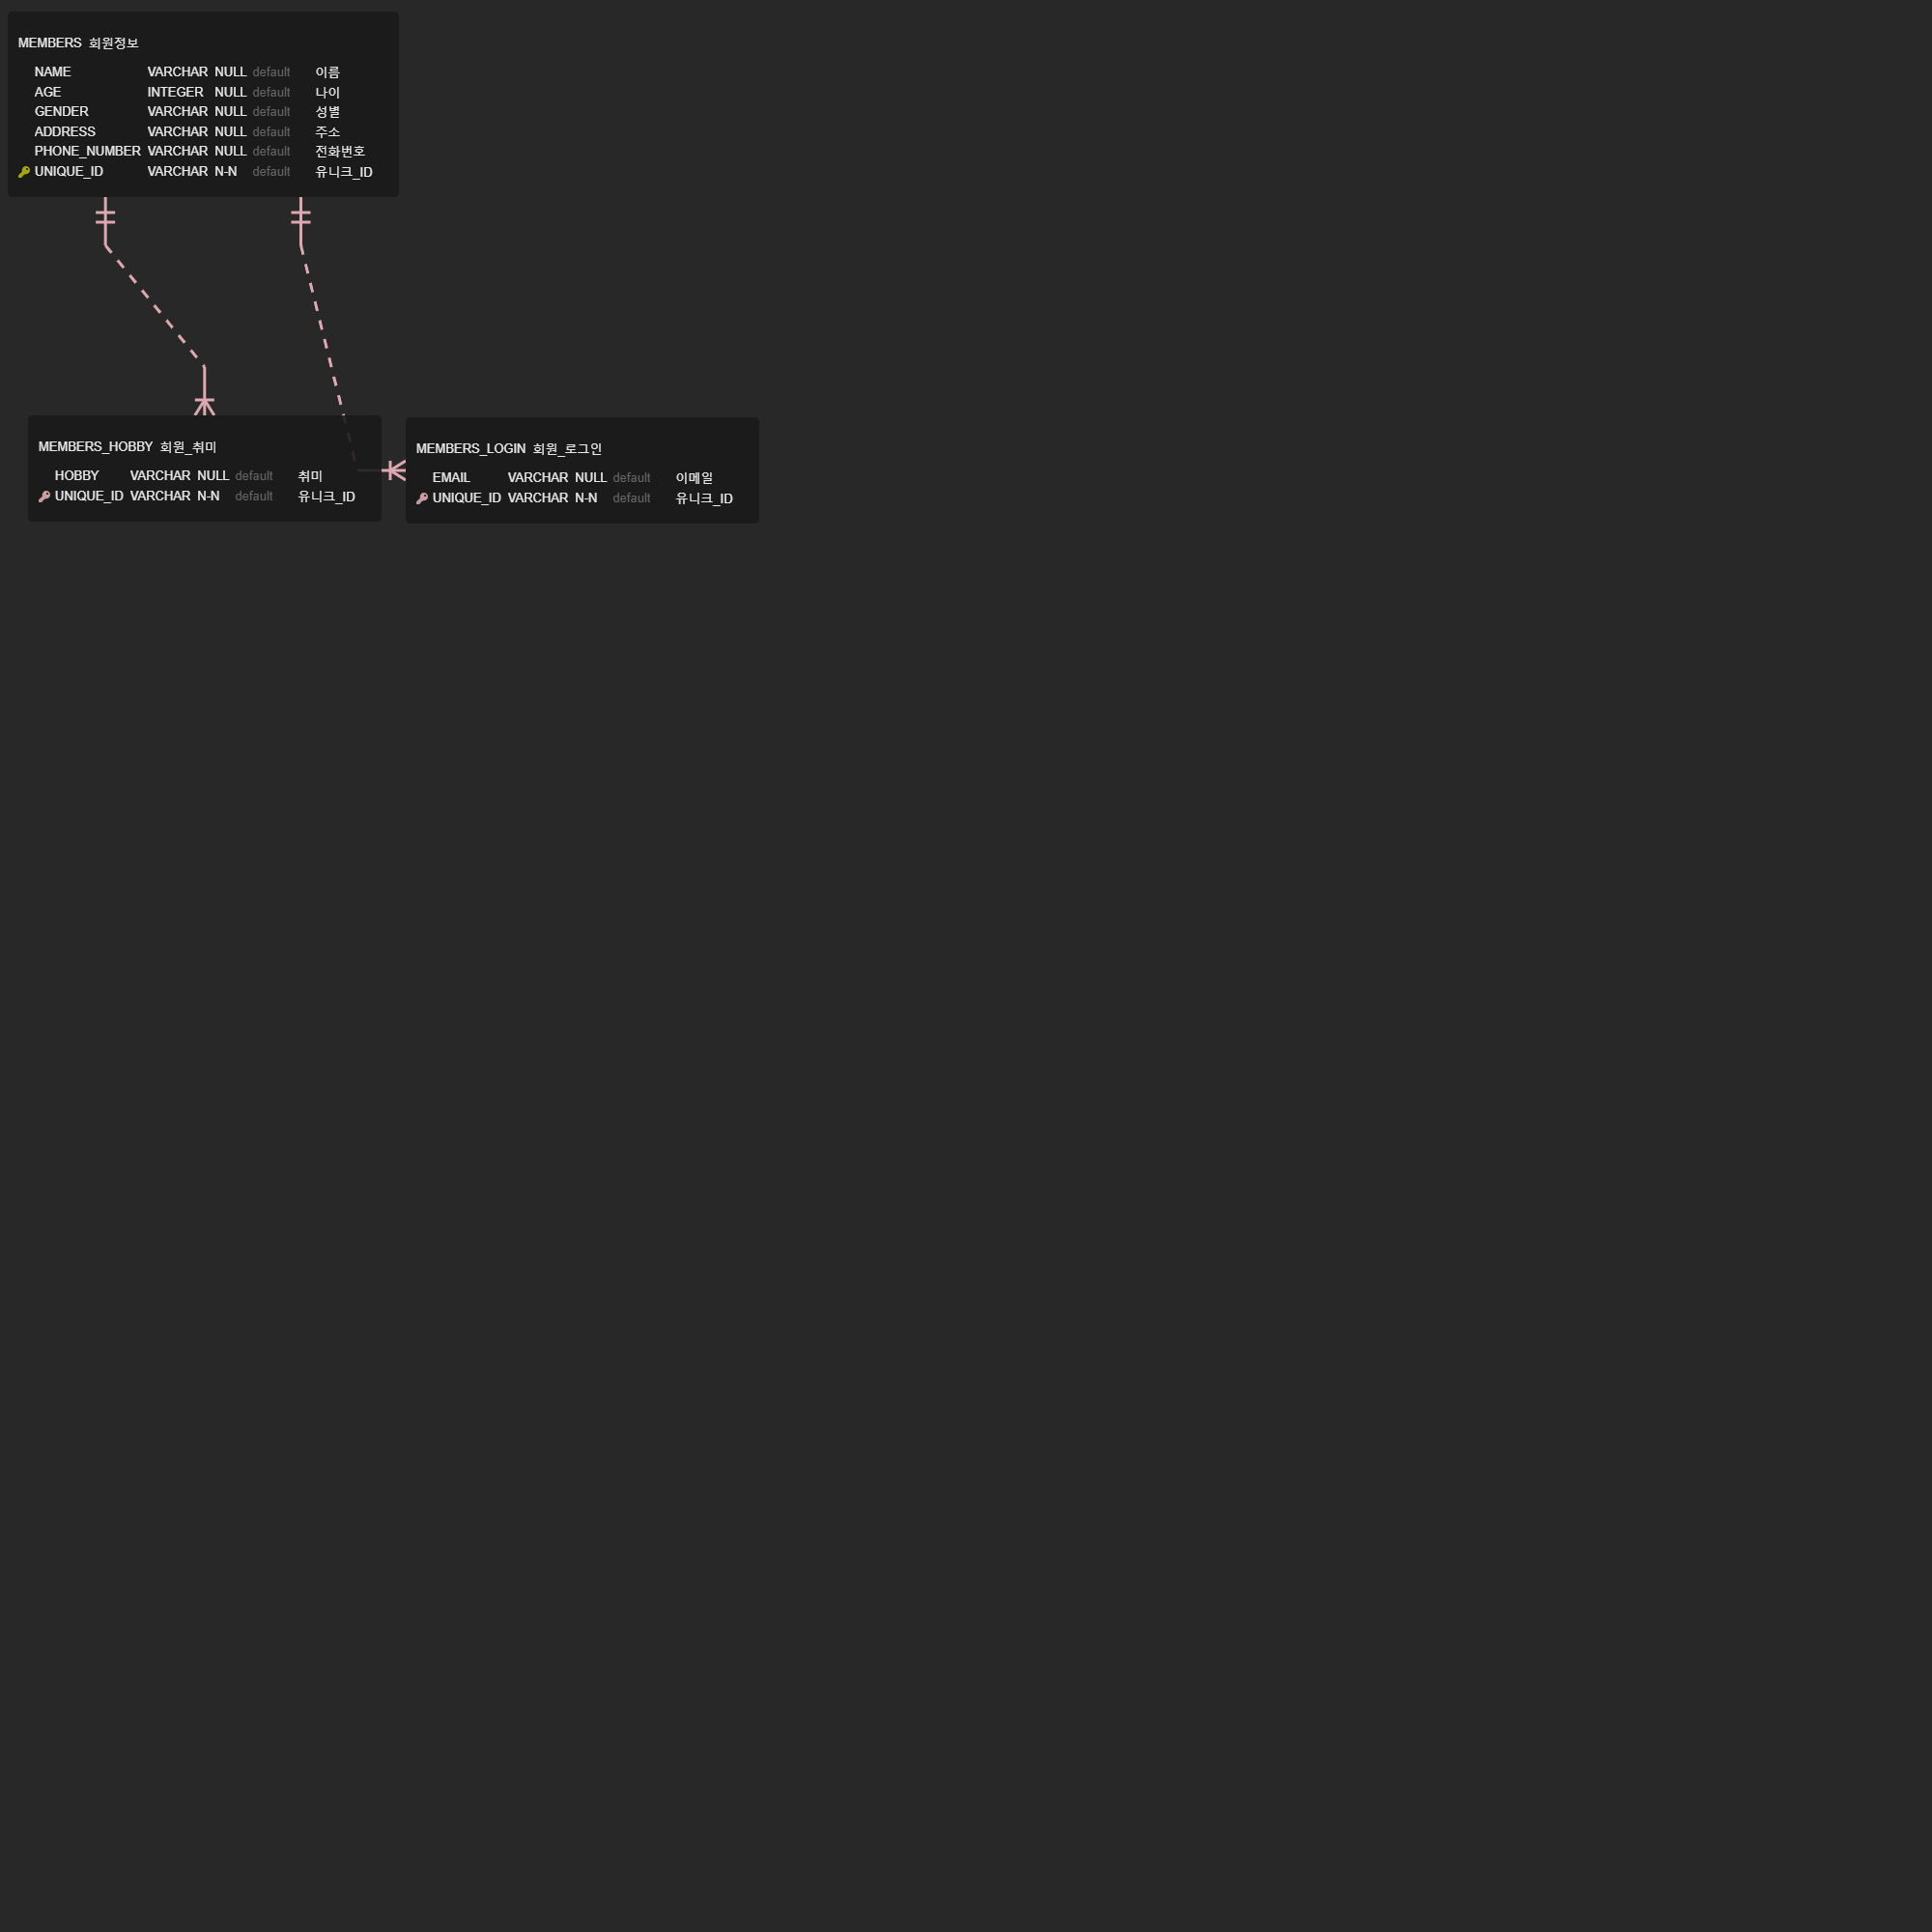 MEMBERS 회원정보
NAME VARCHAR NULL default 이름
AGE INTEGER NULL default 나이
GENDER VARCHAR NULL default 성별
ADDRESS VARCHAR NULL default 주소
PHONE_NUMBER VARCHAR NULL default 전화번호
UNIQUE_ID VARCHAR N-N default 유니크_ID
MEMBERS_HOBBY 회원_취미
HOBBY VARCHAR NULL default 취미
UNIQUE_ID VARCHAR N-N default 유니크_ID
MEMBERS_LOGIN 회원_로그인
EMAIL VARCHAR NULL default 이메일
UNIQUE_ID VARCHAR N-N default 유니크_ID